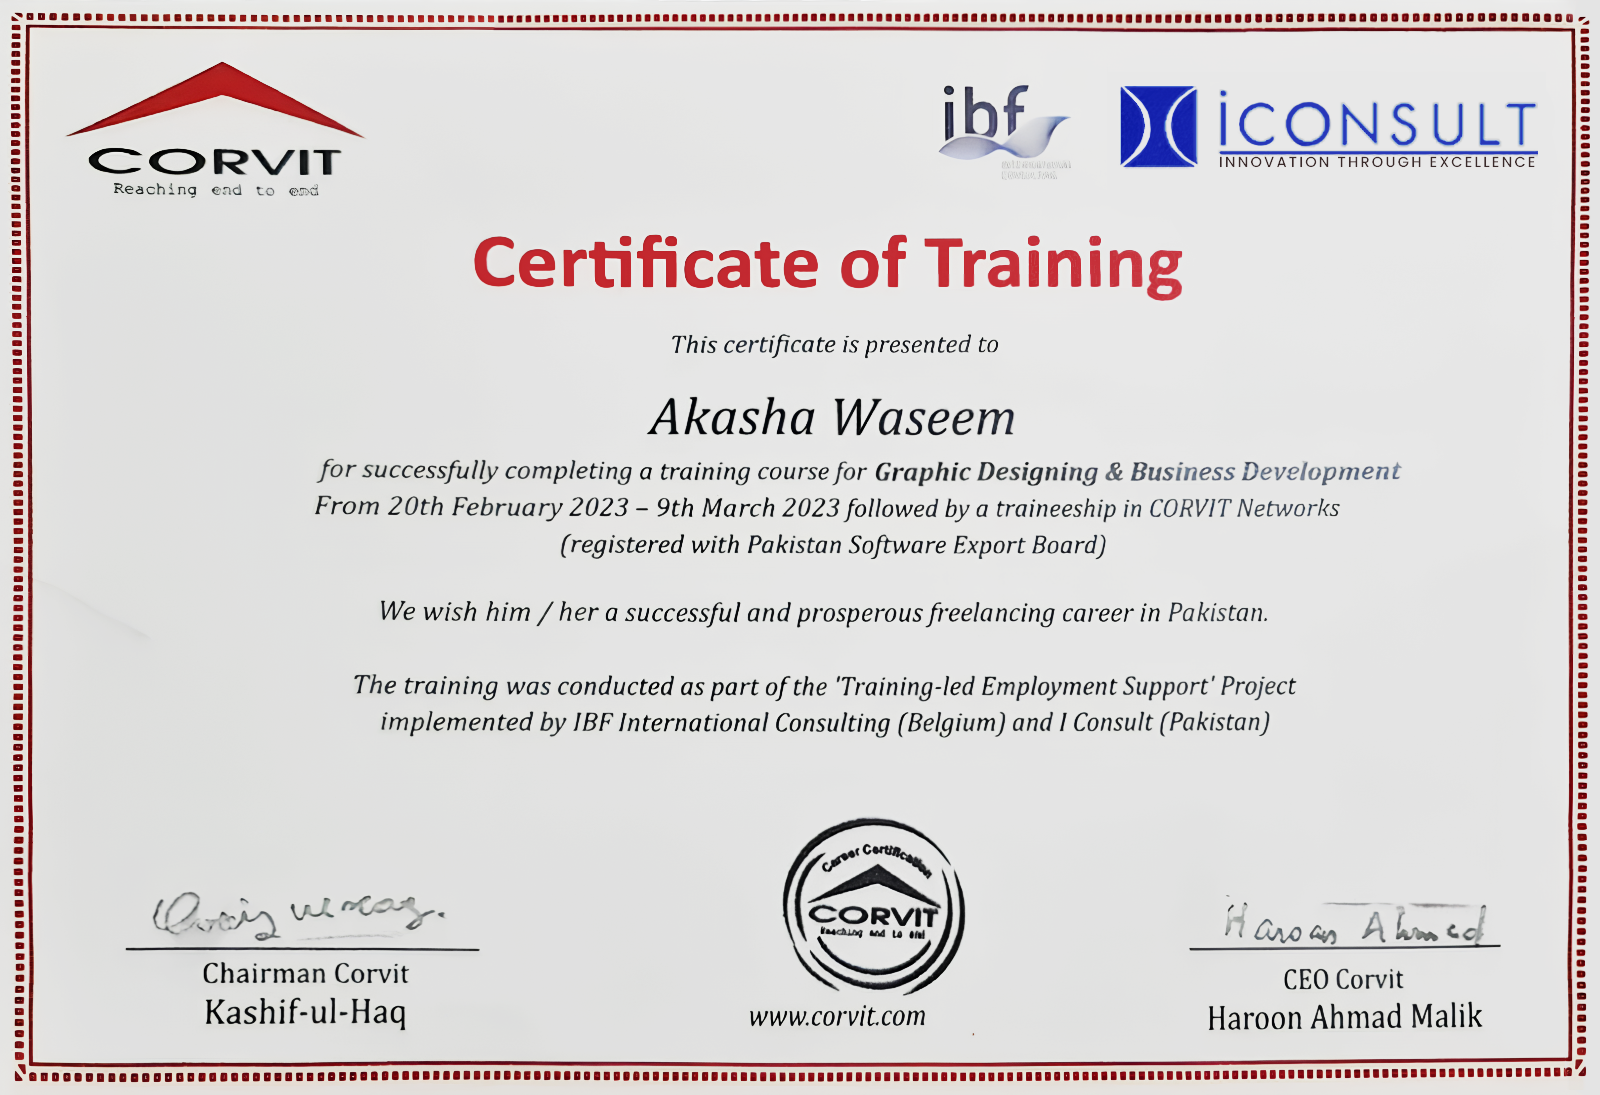 CORVIT
Reaching end to end
ibf
iCONSULT
INNOVATION THROUGH EXCELLENCE
Certificate of Training
This certificate is presented to
Akasha Waseem
for successfully completing a training course for Graphic Designing & Business Development
From 20th February 2023 – 9th March 2023 followed by a traineeship in CORVIT Networks
(registered with Pakistan Software Export Board)
We wish him / her a successful and prosperous freelancing career in Pakistan.
The training was conducted as part of the 'Training-led Employment Support' Project
implemented by IBF International Consulting (Belgium) and I Consult (Pakistan)
Career Certification
CORVIT
Reaching end to end
www.corvit.com
Chairman Corvit
Kashif-ul-Haq
Haroon Ahmed
CEO Corvit
Haroon Ahmad Malik